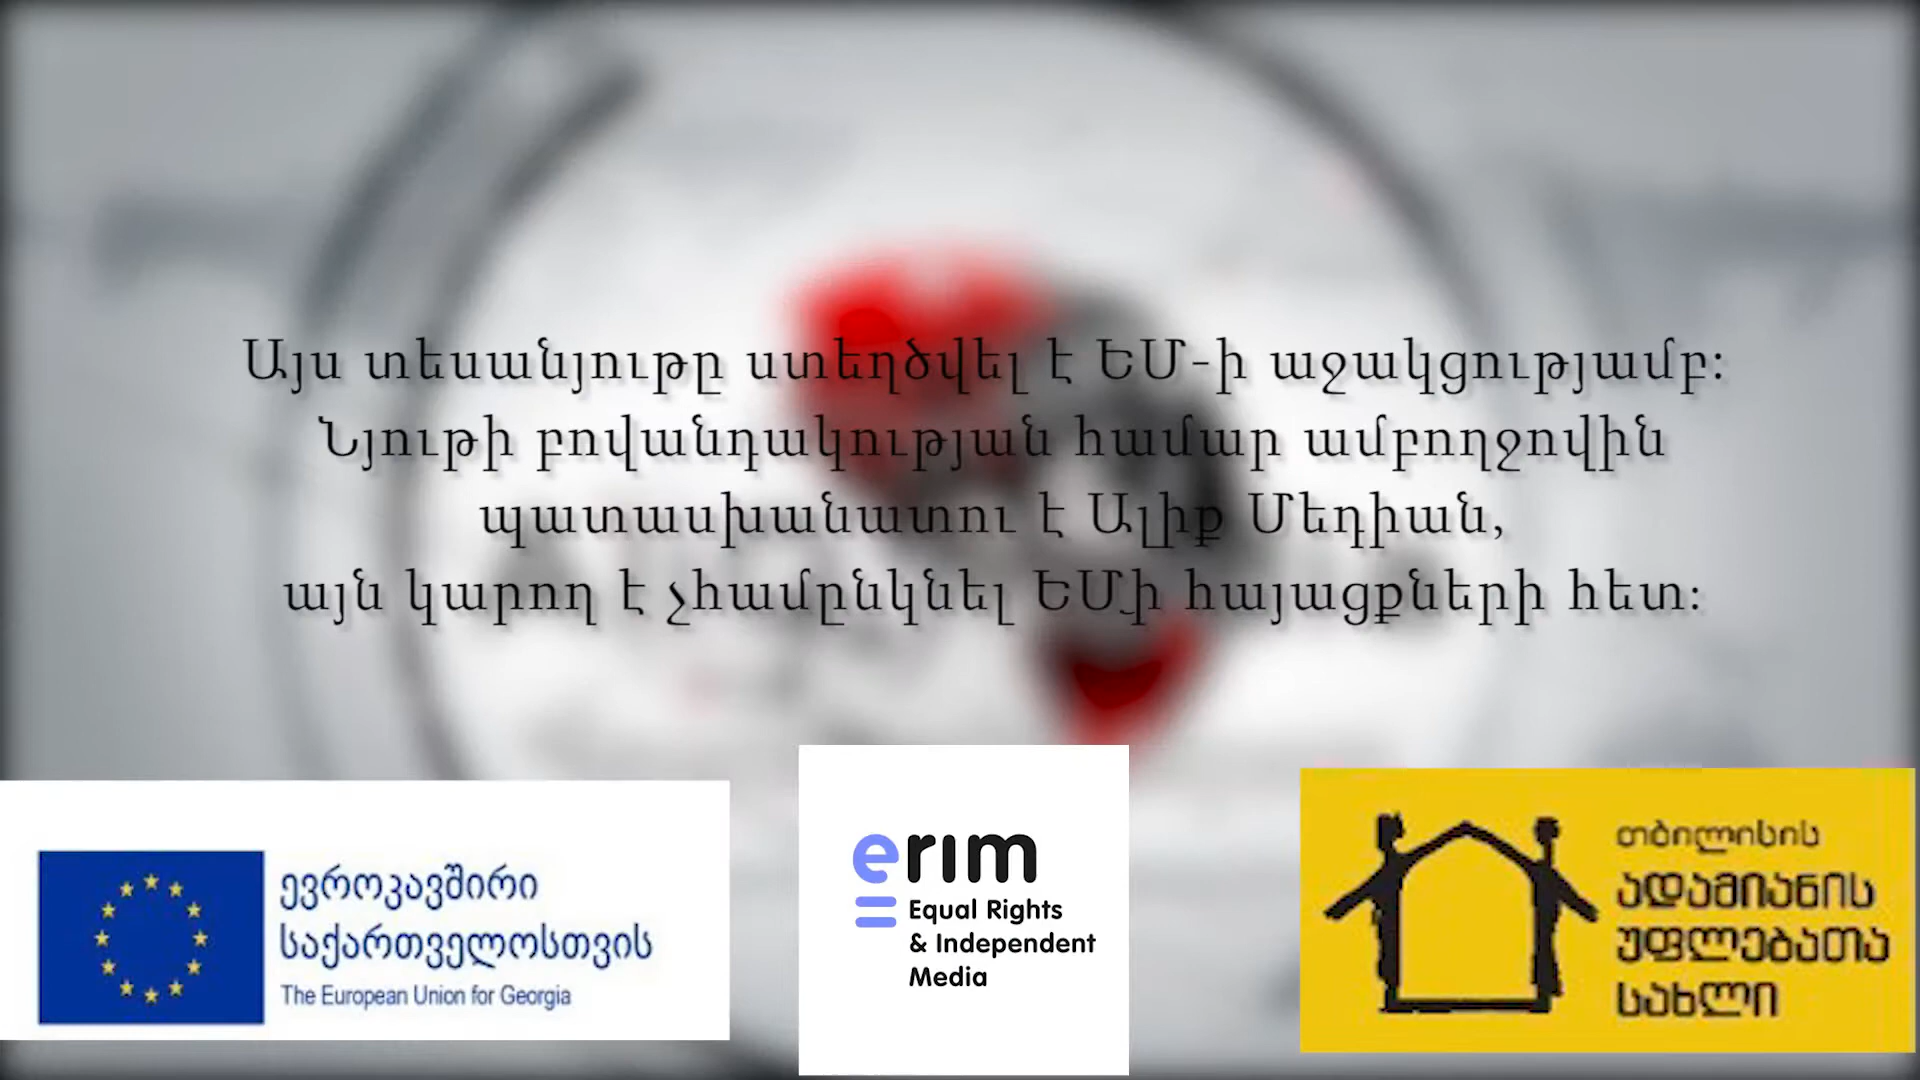 Այս տեսանյութը ստեղծվել է ԵՄ-ի աջակցությամբ։
Նյութի բովանդակության համար ամբողջովին
պատասխանատու է Ալիք Մեդիան,
այն կարող է չհամընկնել ԵՄ-ի հայացքների հետ։
ევროკავშირი
საქართველოსთვის
The European Union for Georgia
erim
Equal Rights
& Independent
Media
თბილისის
ადამიანის
უფლებათა
სახლი